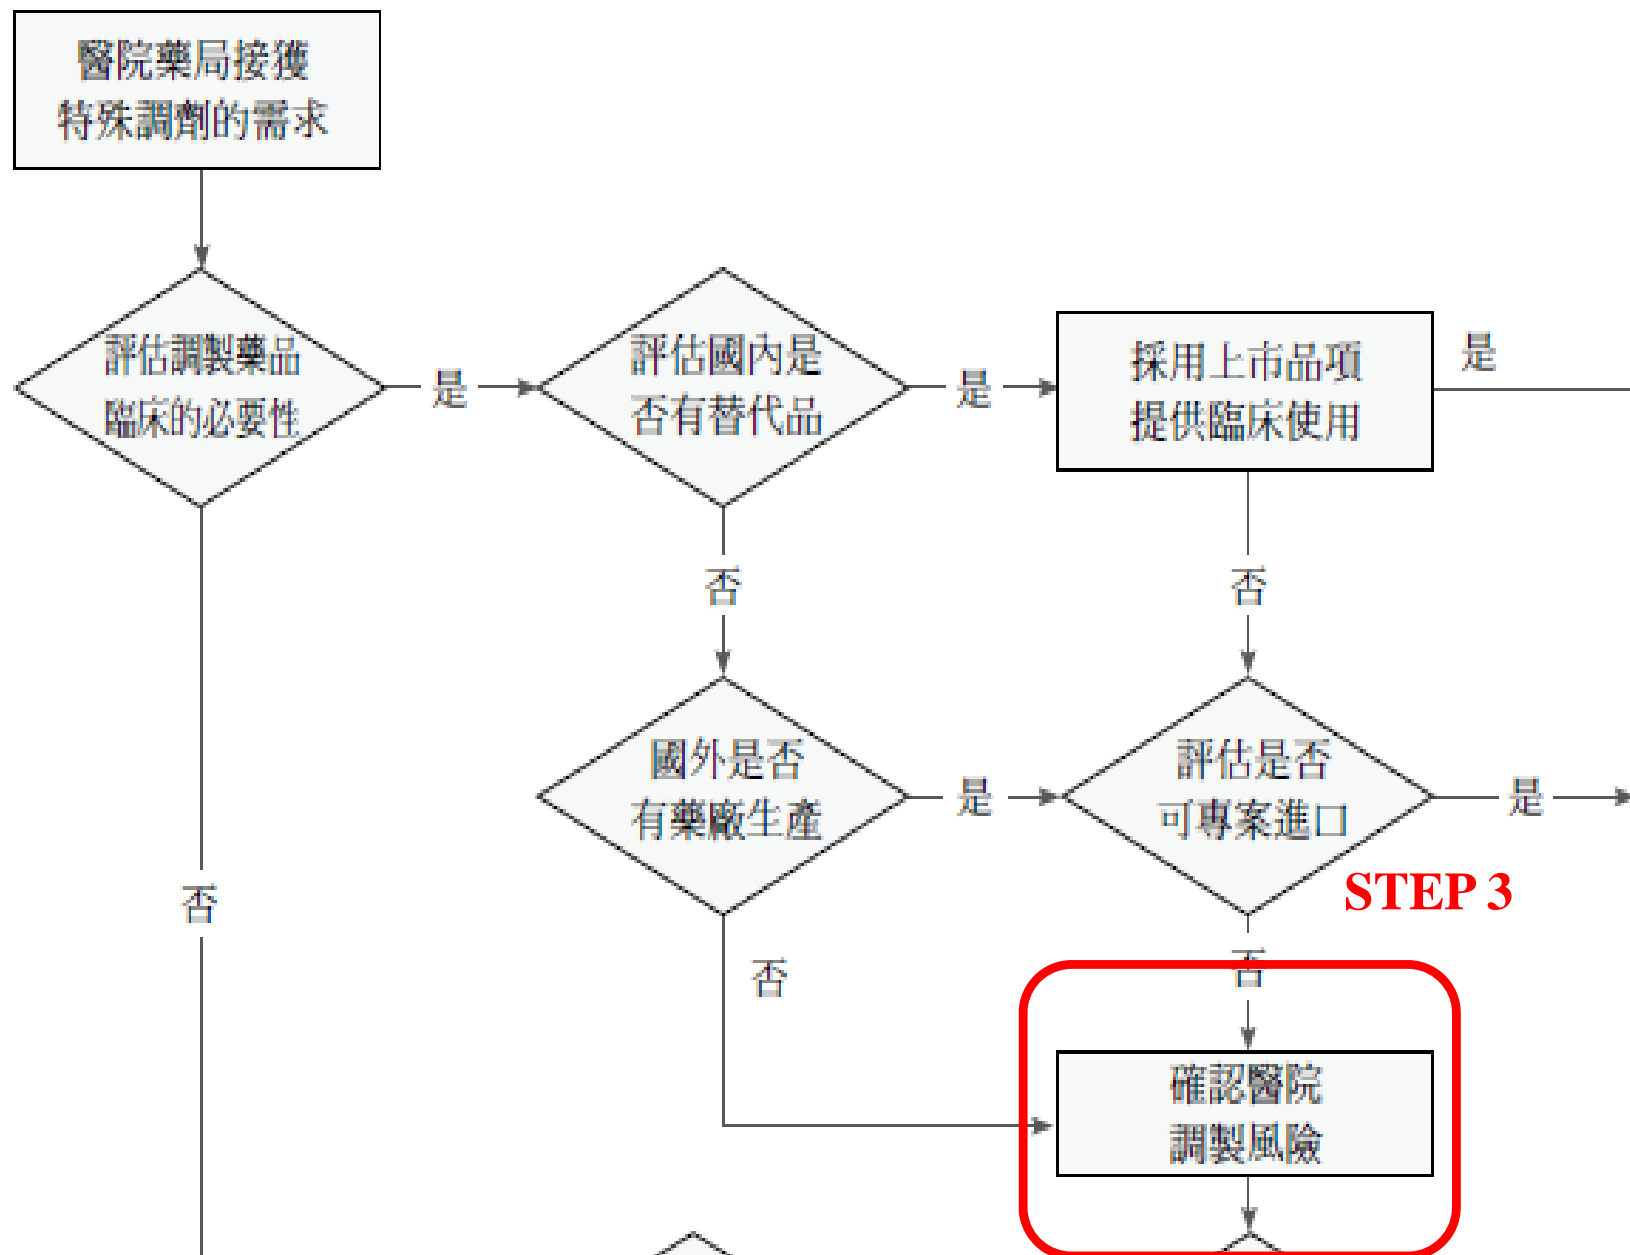 醫院藥局接獲
特殊調劑的需求
評估調製藥品
臨床的必要性
是
評估國內是
否有替代品
是
採用上市品項
提供臨床使用
是
否
否
國外是否
有藥廠生產
是
評估是否
可專案進口
是
否
STEP 3
否
否
確認醫院
調製風險